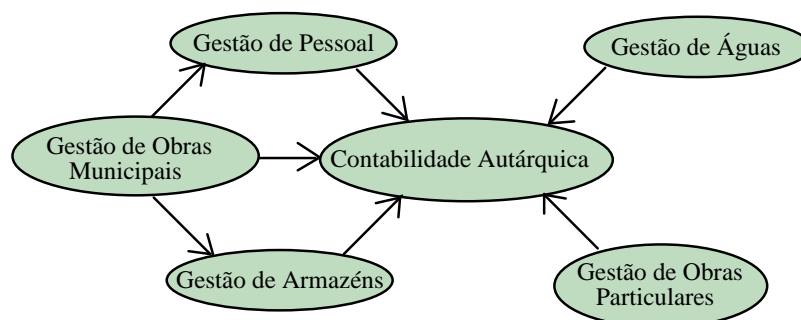 Gestão de Pessoal
Gestão de Águas
Gestão de Obras
Municipais
Contabilidade Autárquica
Gestão de Armazéns
Gestão de Obras
Particulares